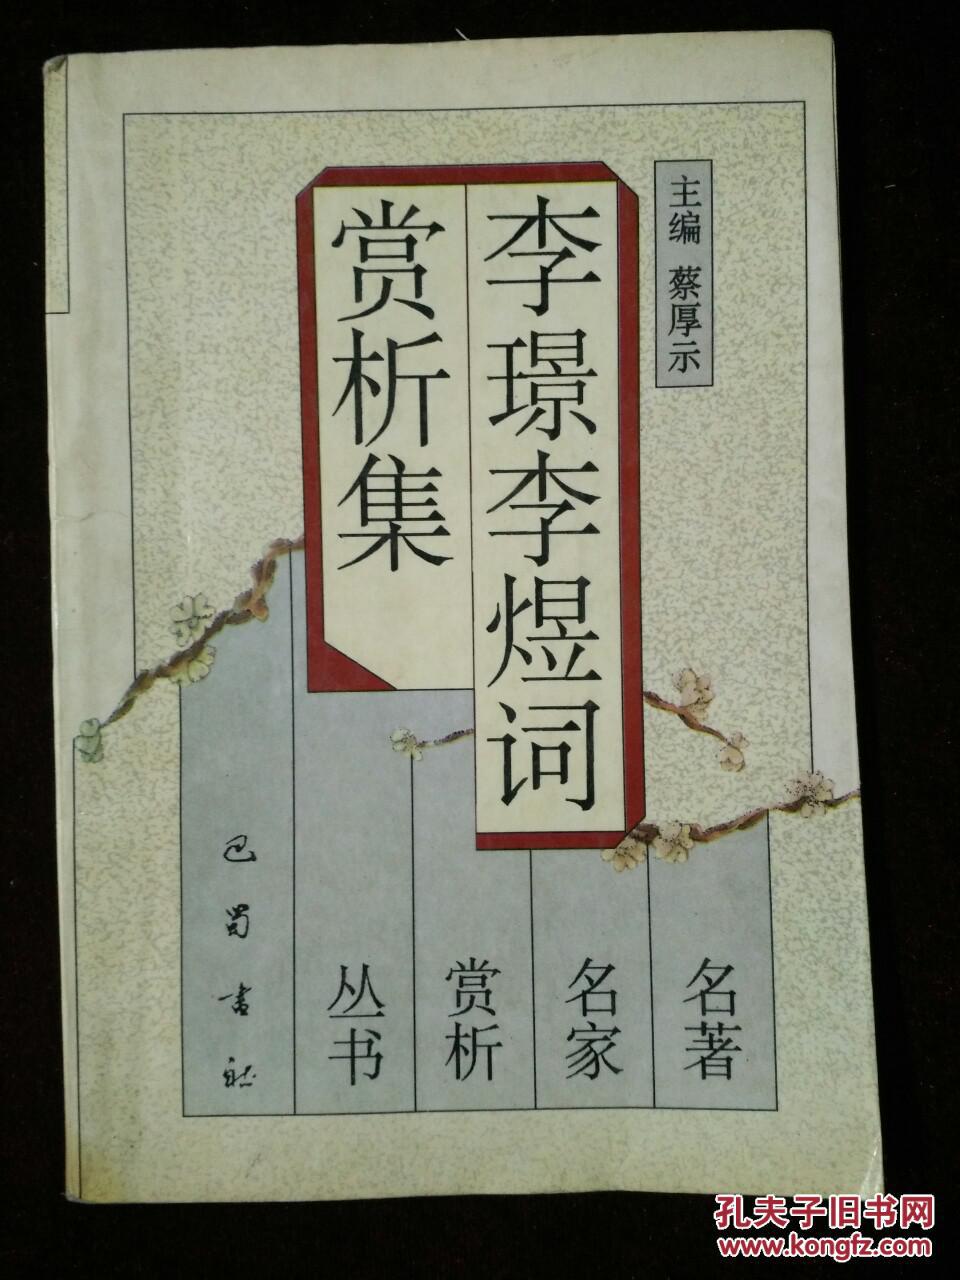 主编 蔡厚示
李璟李煜词
赏析集
名著
名家
赏析
丛书
巴蜀书社
孔夫子旧书网
www.kongfz.com